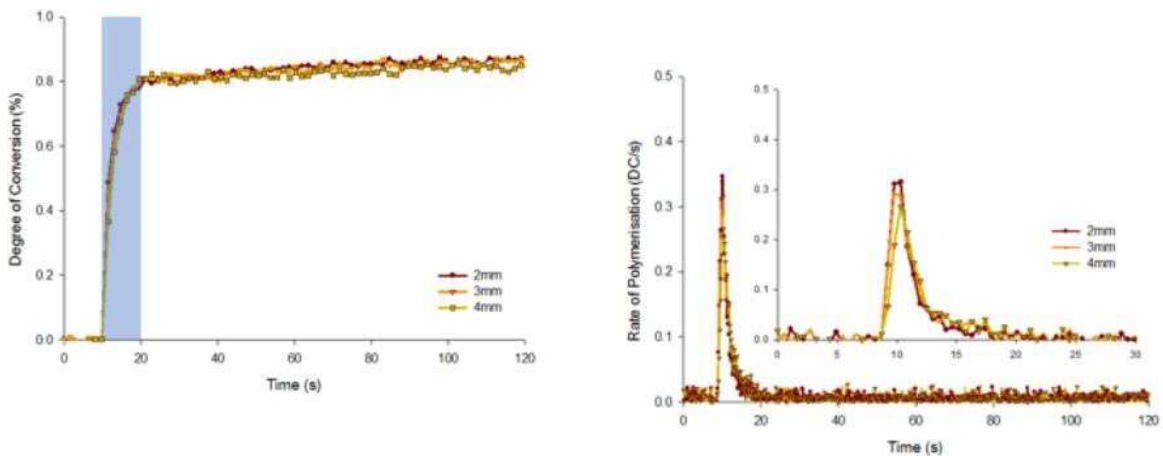 1.0
0.8
0.6
0.4
0.2
0.0
0 20 40 60 80 100 120
Degree of Conversion (%)
Time (s)
2mm
3mm
4mm
0.5
0.4
0.3
0.2
0.1
0.0
0 20 40 60 80 100 120
Rate of Polymerisation (DC/s)
Time (s)
0.5
0.4
0.3
0.2
0.1
0.0
0 5 10 15 20 25 30
2mm
3mm
4mm